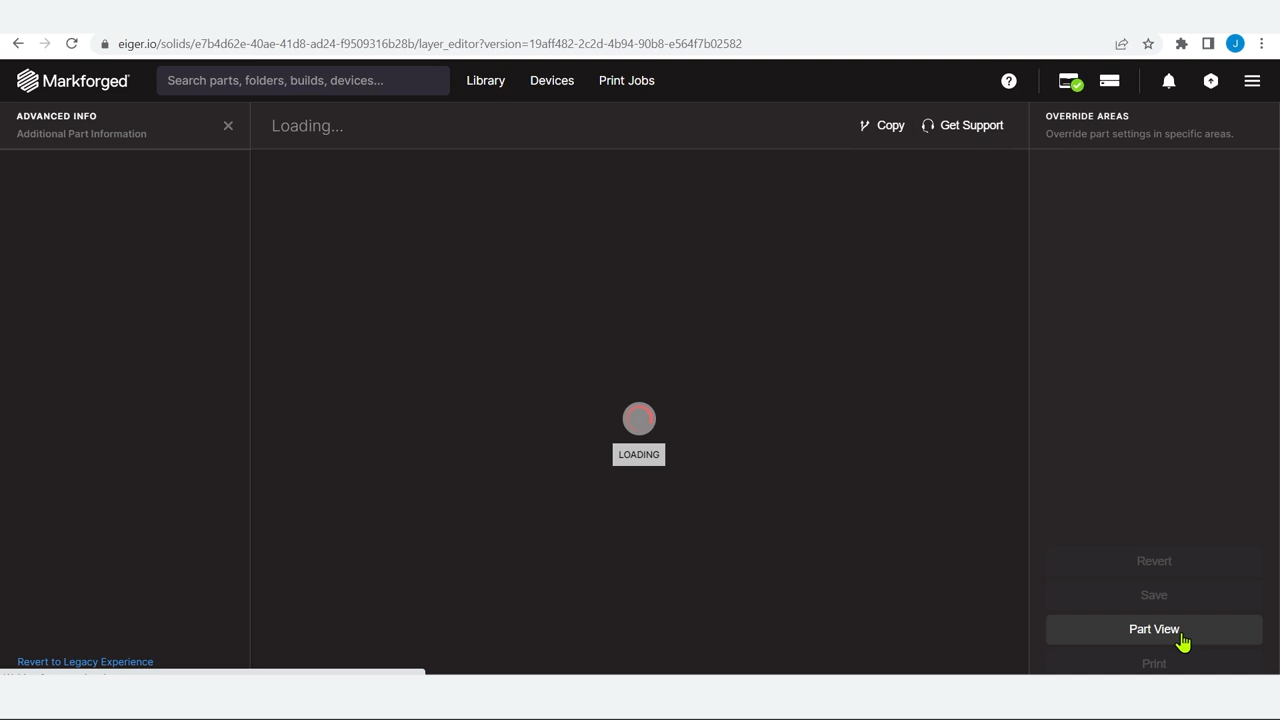 eiger.io/solids/e7b4d62e-40ae-41d8-ad24-f9509316b28b/layer_editor?version=19aff482-2c2d-4b94-90b8-e564f7b02582
J
Markforged
Search parts, folders, builds, devices...
Library
Devices
Print Jobs
ADVANCED INFO
Additional Part Information
Loading...
Copy
Get Support
OVERRIDE AREAS
Override part settings in specific areas.
LOADING
Revert
Save
Part View
Print
Revert to Legacy Experience